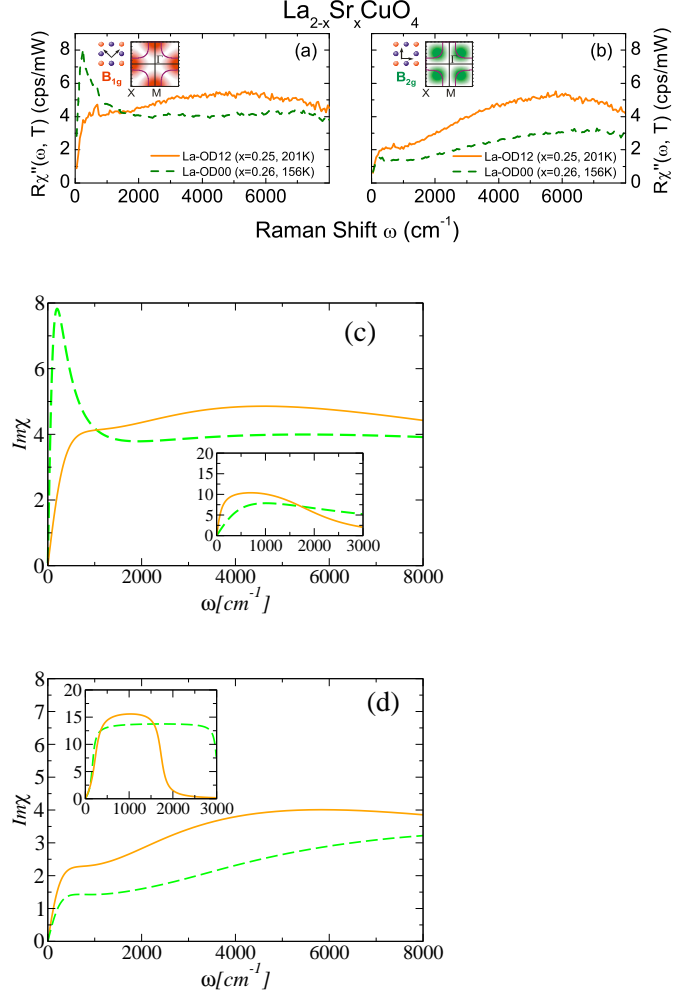 La2-xSrxCuO4
(a)
B1g
Γ
X M
La-OD12 (x=0.25, 201K)
La-OD00 (x=0.26, 156K)
Rχ''(ω, T) (cps/mW)
0 2 4 6 8
0 2000 4000 6000
(b)
B2g
Γ
X M
La-OD12 (x=0.25, 201K)
La-OD00 (x=0.26, 156K)
Rχ''(ω, T) (cps/mW)
0 2 4 6 8
0 2000 4000 6000
Raman Shift ω (cm-1)
(c)
Imχ
0 2 4 6 8
0 2000 4000 6000 8000
ω[cm-1]
0 5 10 15 20
0 1000 2000 3000
(d)
Imχ
0 1 2 3 4 5 6 7 8
0 2000 4000 6000 8000
ω[cm-1]
0 5 10 15 20
0 1000 2000 3000